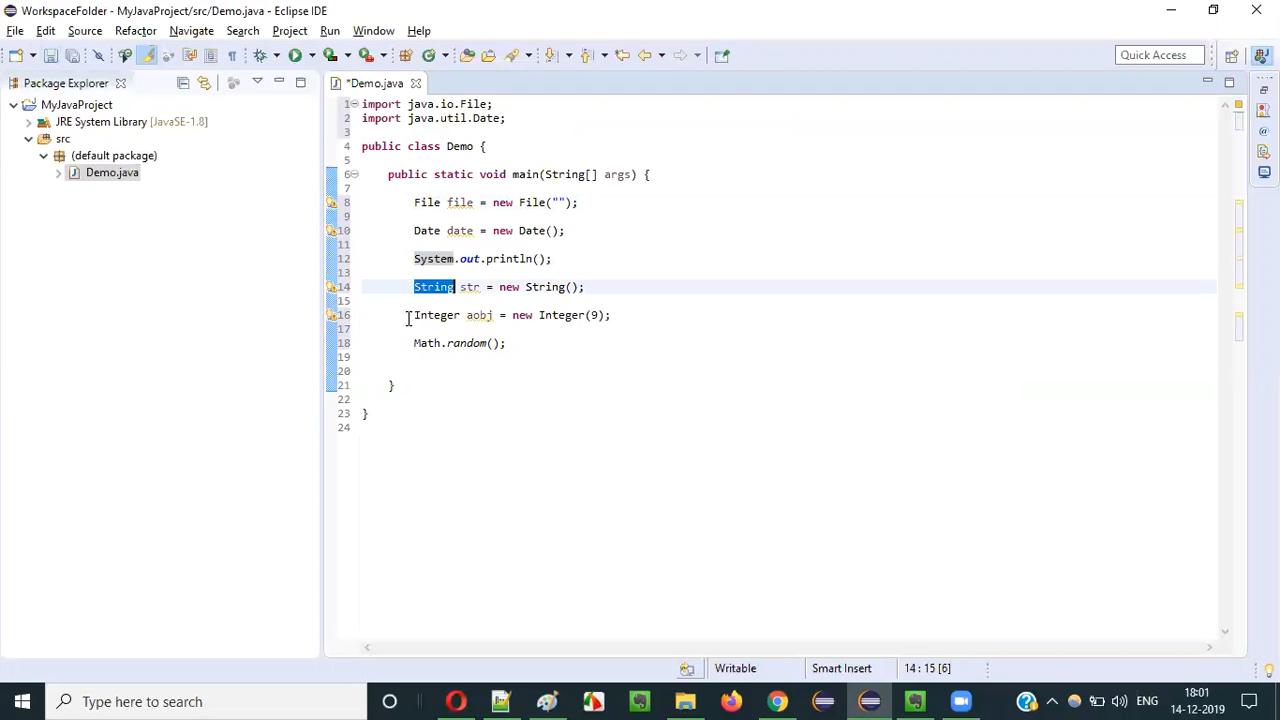 WorkspaceFolder - MyJavaProject/src/Demo.java - Eclipse IDE
File Edit Source Refactor Navigate Search Project Run Window Help
Quick Access
Package Explorer
*Demo.java
MyJavaProject
JRE System Library [JavaSE-1.8]
src
(default package)
Demo.java
1 import java.io.File;
2 import java.util.Date;
3
4 public class Demo {
5
6 public static void main(String[] args) {
7
8 File file = new File("");
9
10 Date date = new Date();
11
12 System.out.println();
13
14 String str = new String();
15
16 Integer aobj = new Integer(9);
17
18 Math.random();
19
20
21 }
22
23 }
24
Writable Smart Insert 14 : 15 [6]
Type here to search
ENG
18:01
14-12-2019